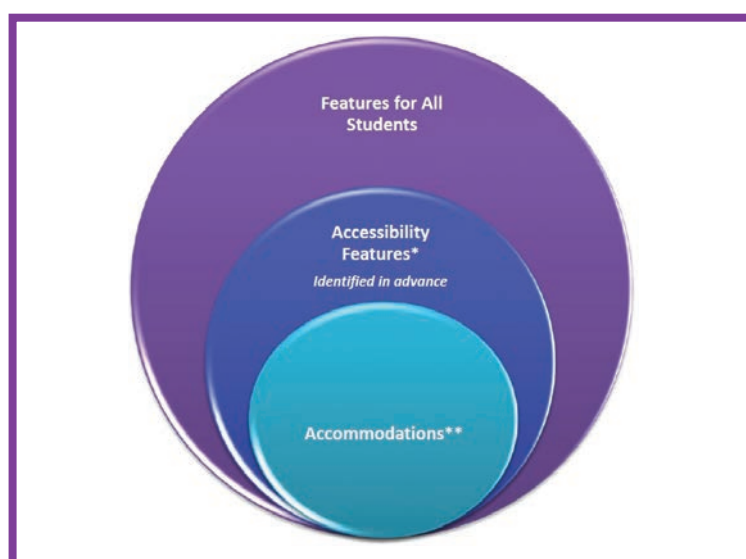 Features for All
Students
Accessibility
Features*
Identified in advance
Accommodations**